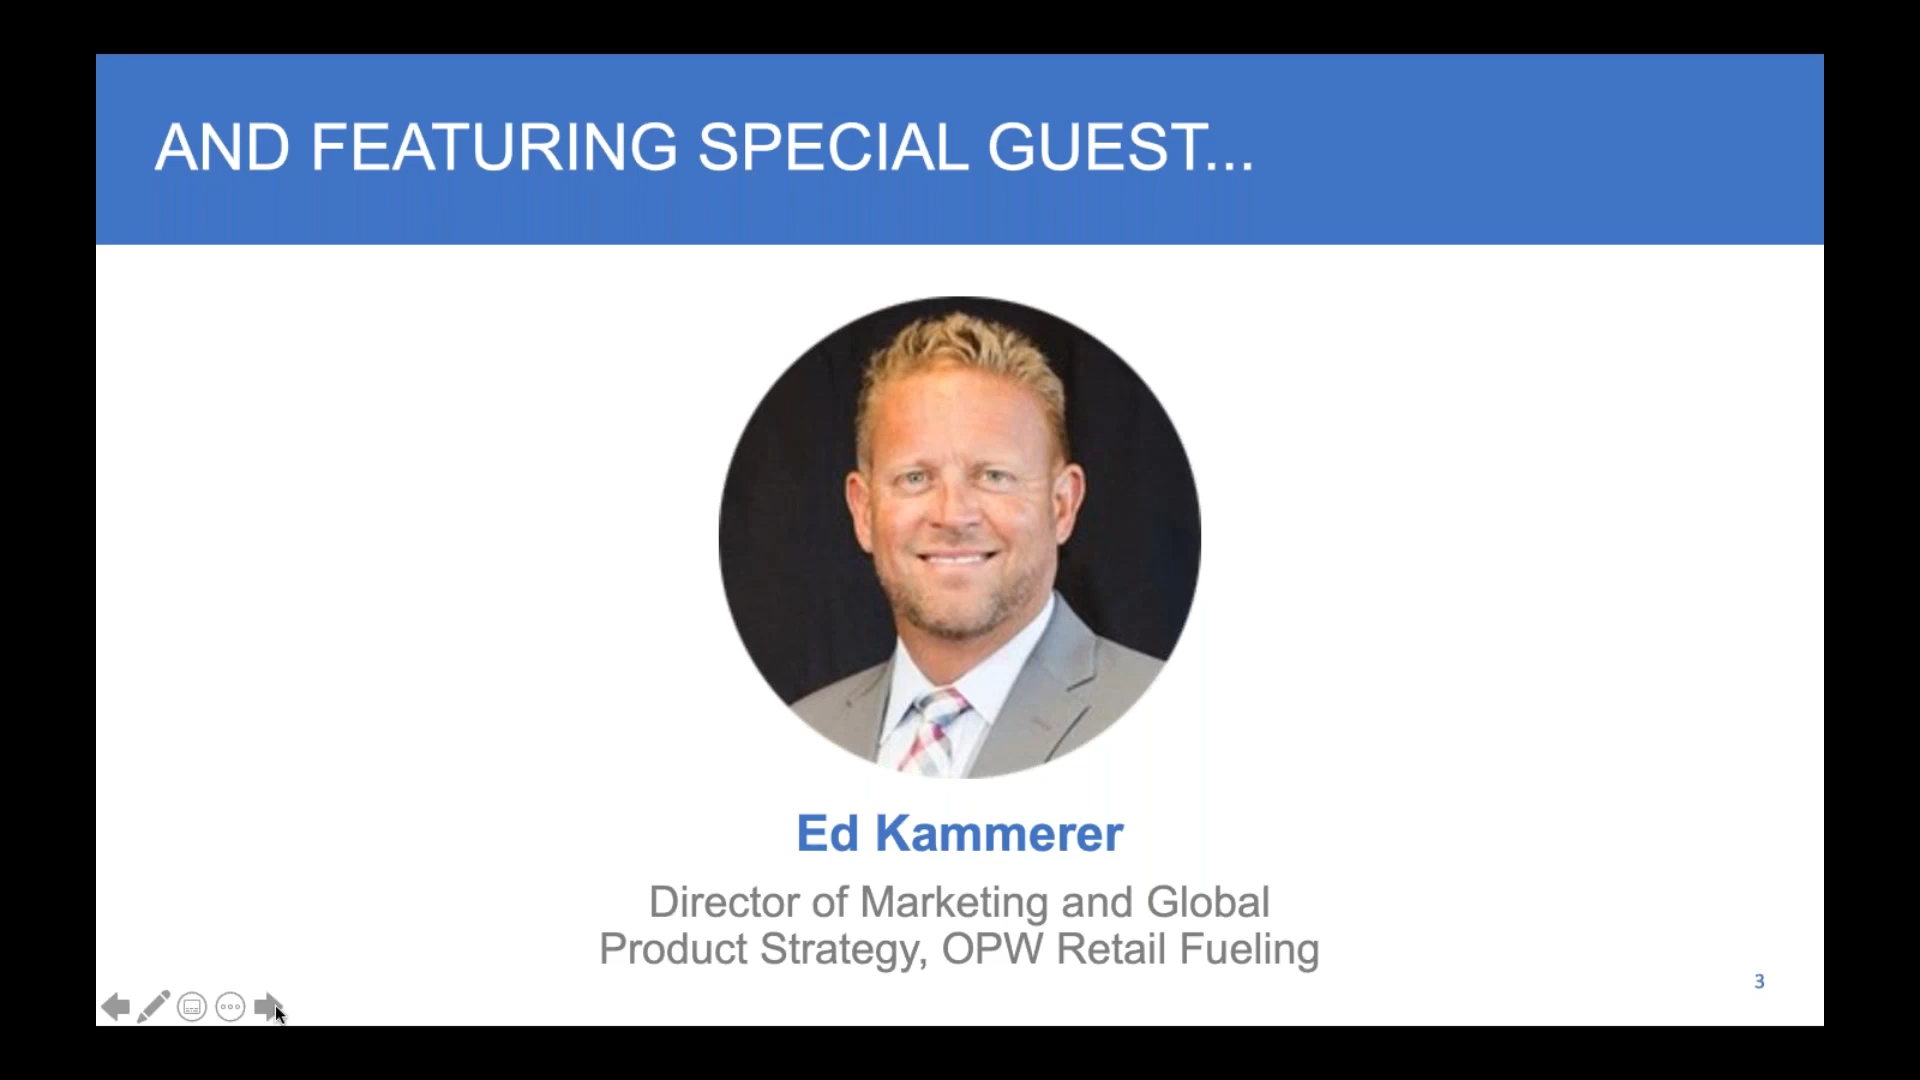 AND FEATURING SPECIAL GUEST...
Ed Kammerer
Director of Marketing and Global
Product Strategy, OPW Retail Fueling
3